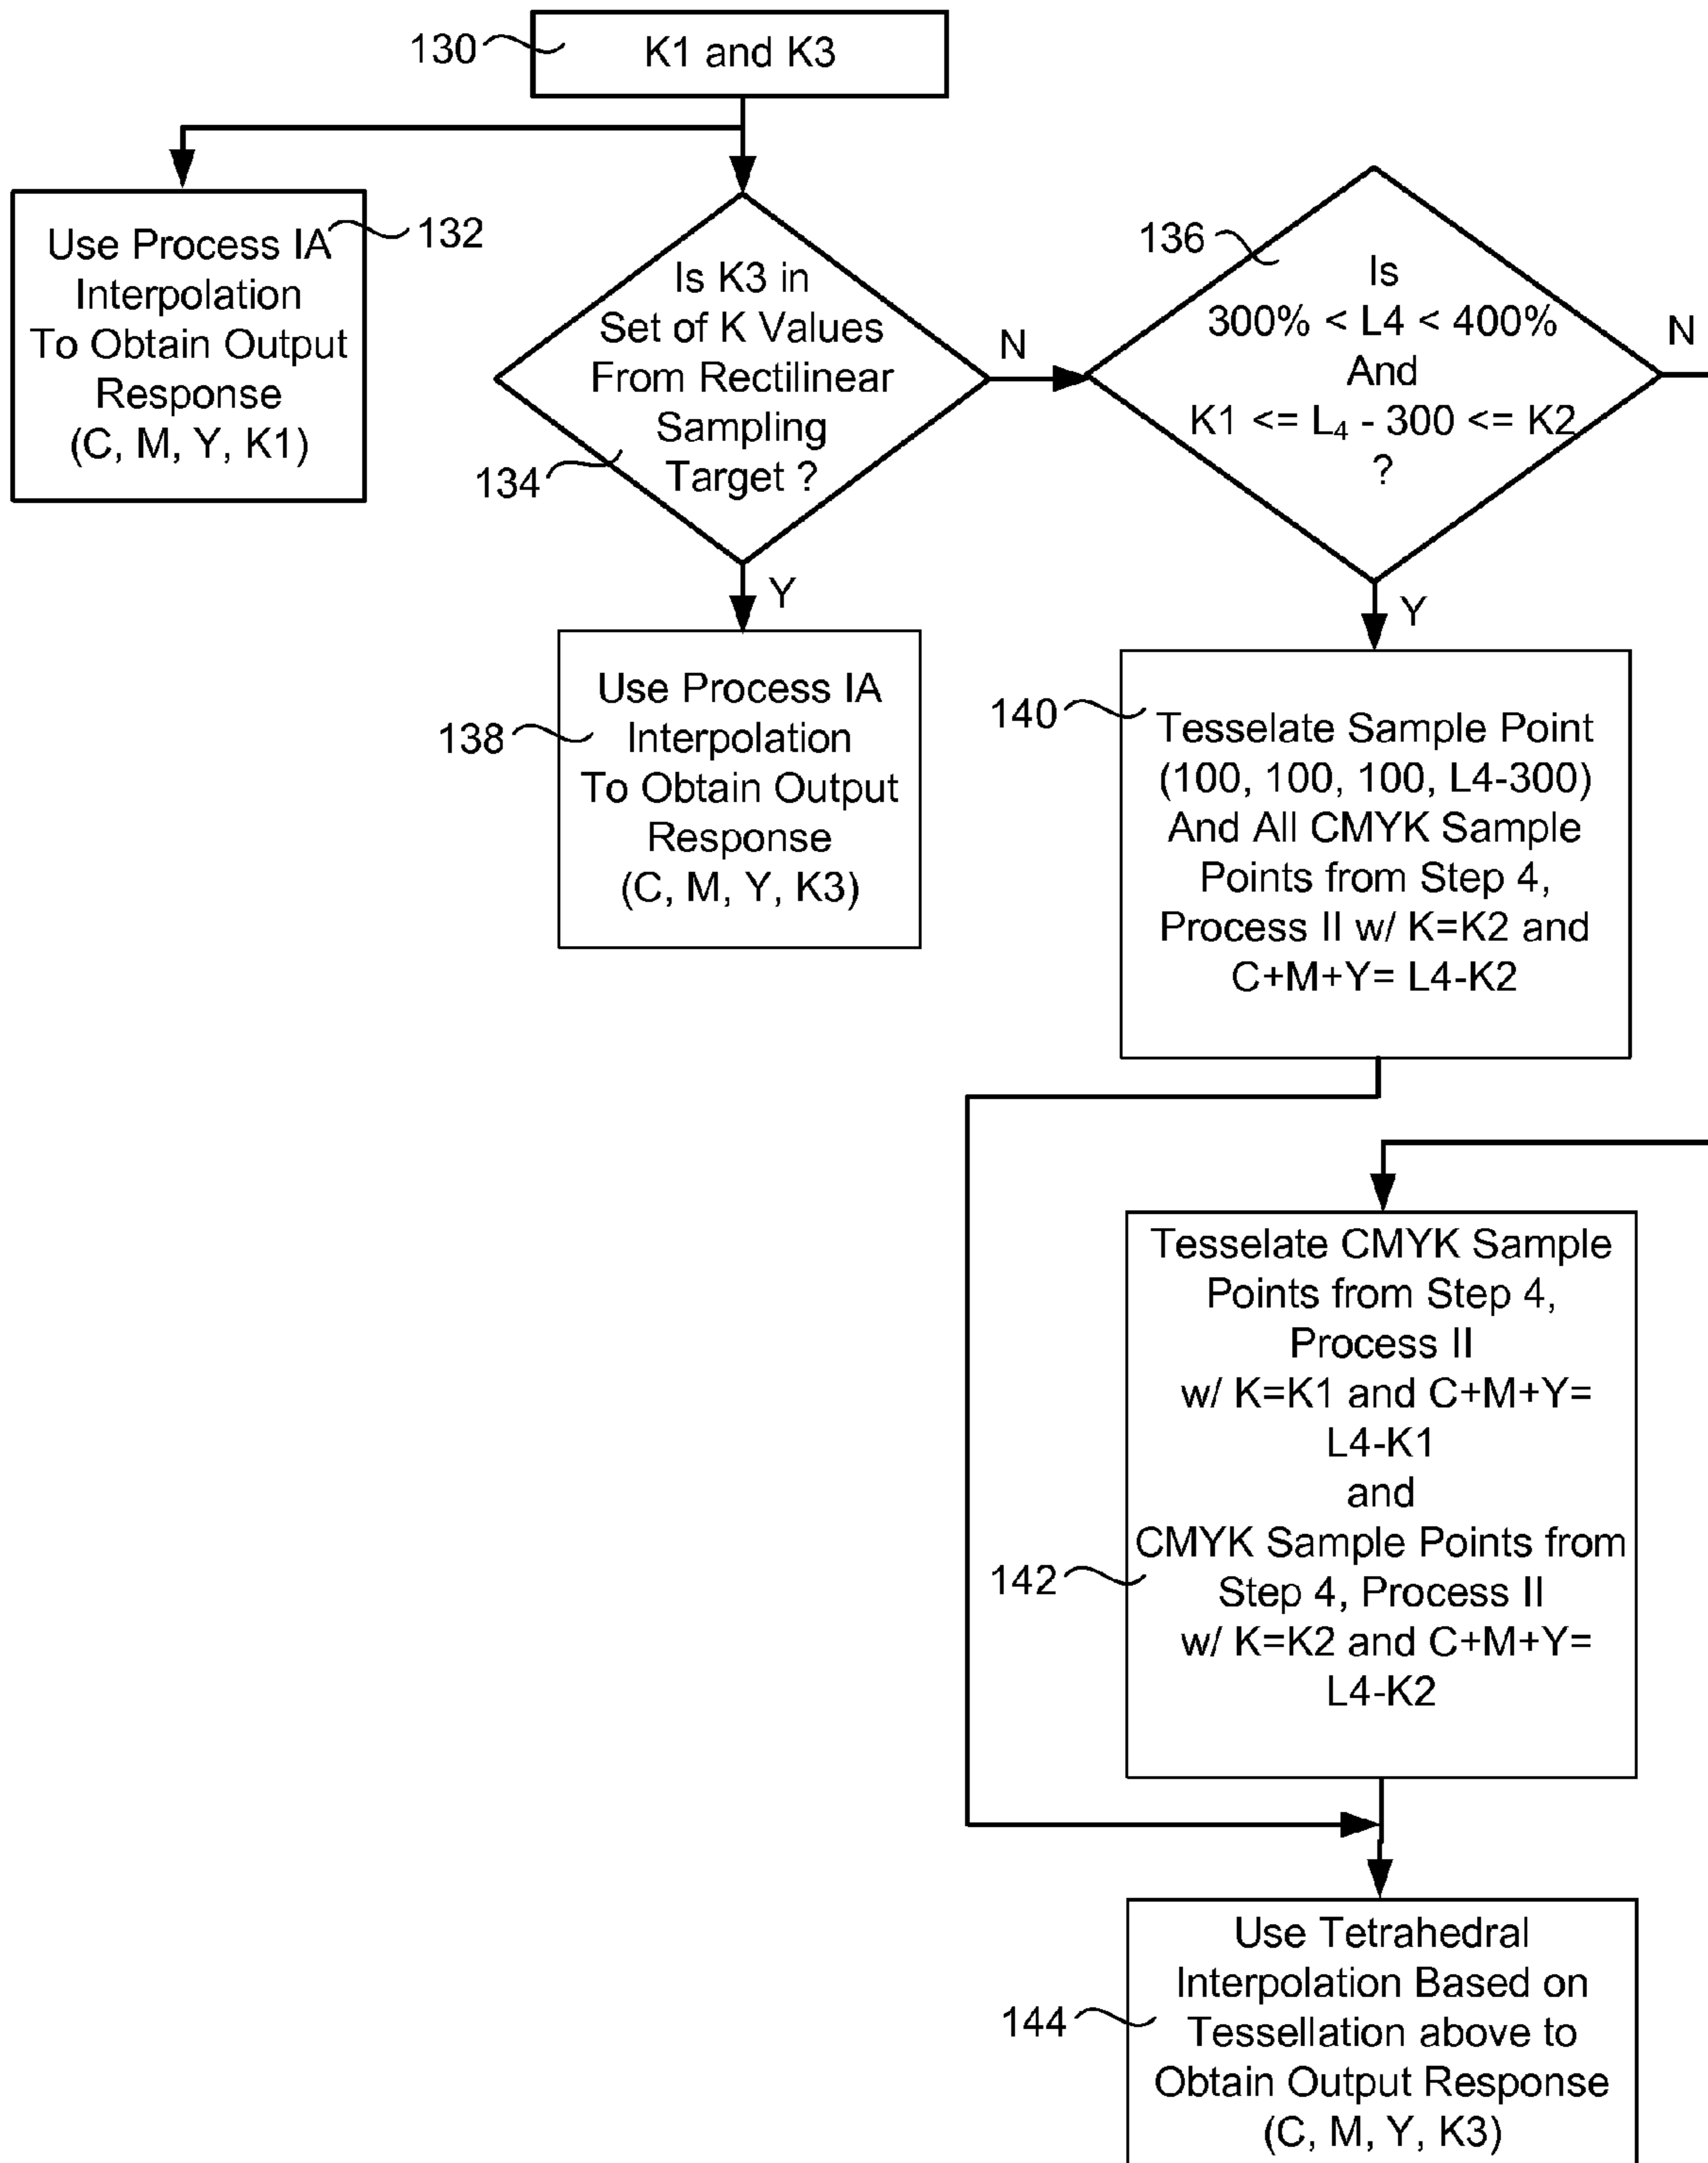 130
K1 and K3
Use Process IA
Interpolation
To Obtain Output
Response
(C, M, Y, K1)
132
Is K3 in
Set of K Values
From Rectilinear
Sampling
Target ?
134
N
136
Is
300% < L4 < 400%
And
K1 <= L₄ - 300 <= K2
?
N
Y
Y
138
Use Process IA
Interpolation
To Obtain Output
Response
(C, M, Y, K3)
140
Tesselate Sample Point
(100, 100, 100, L4-300)
And All CMYK Sample
Points from Step 4,
Process II w/ K=K2 and
C+M+Y= L4-K2
Tesselate CMYK Sample
Points from Step 4,
Process II
w/ K=K1 and C+M+Y=
L4-K1
and
CMYK Sample Points from
Step 4, Process II
w/ K=K2 and C+M+Y=
L4-K2
142
144
Use Tetrahedral
Interpolation Based on
Tessellation above to
Obtain Output Response
(C, M, Y, K3)